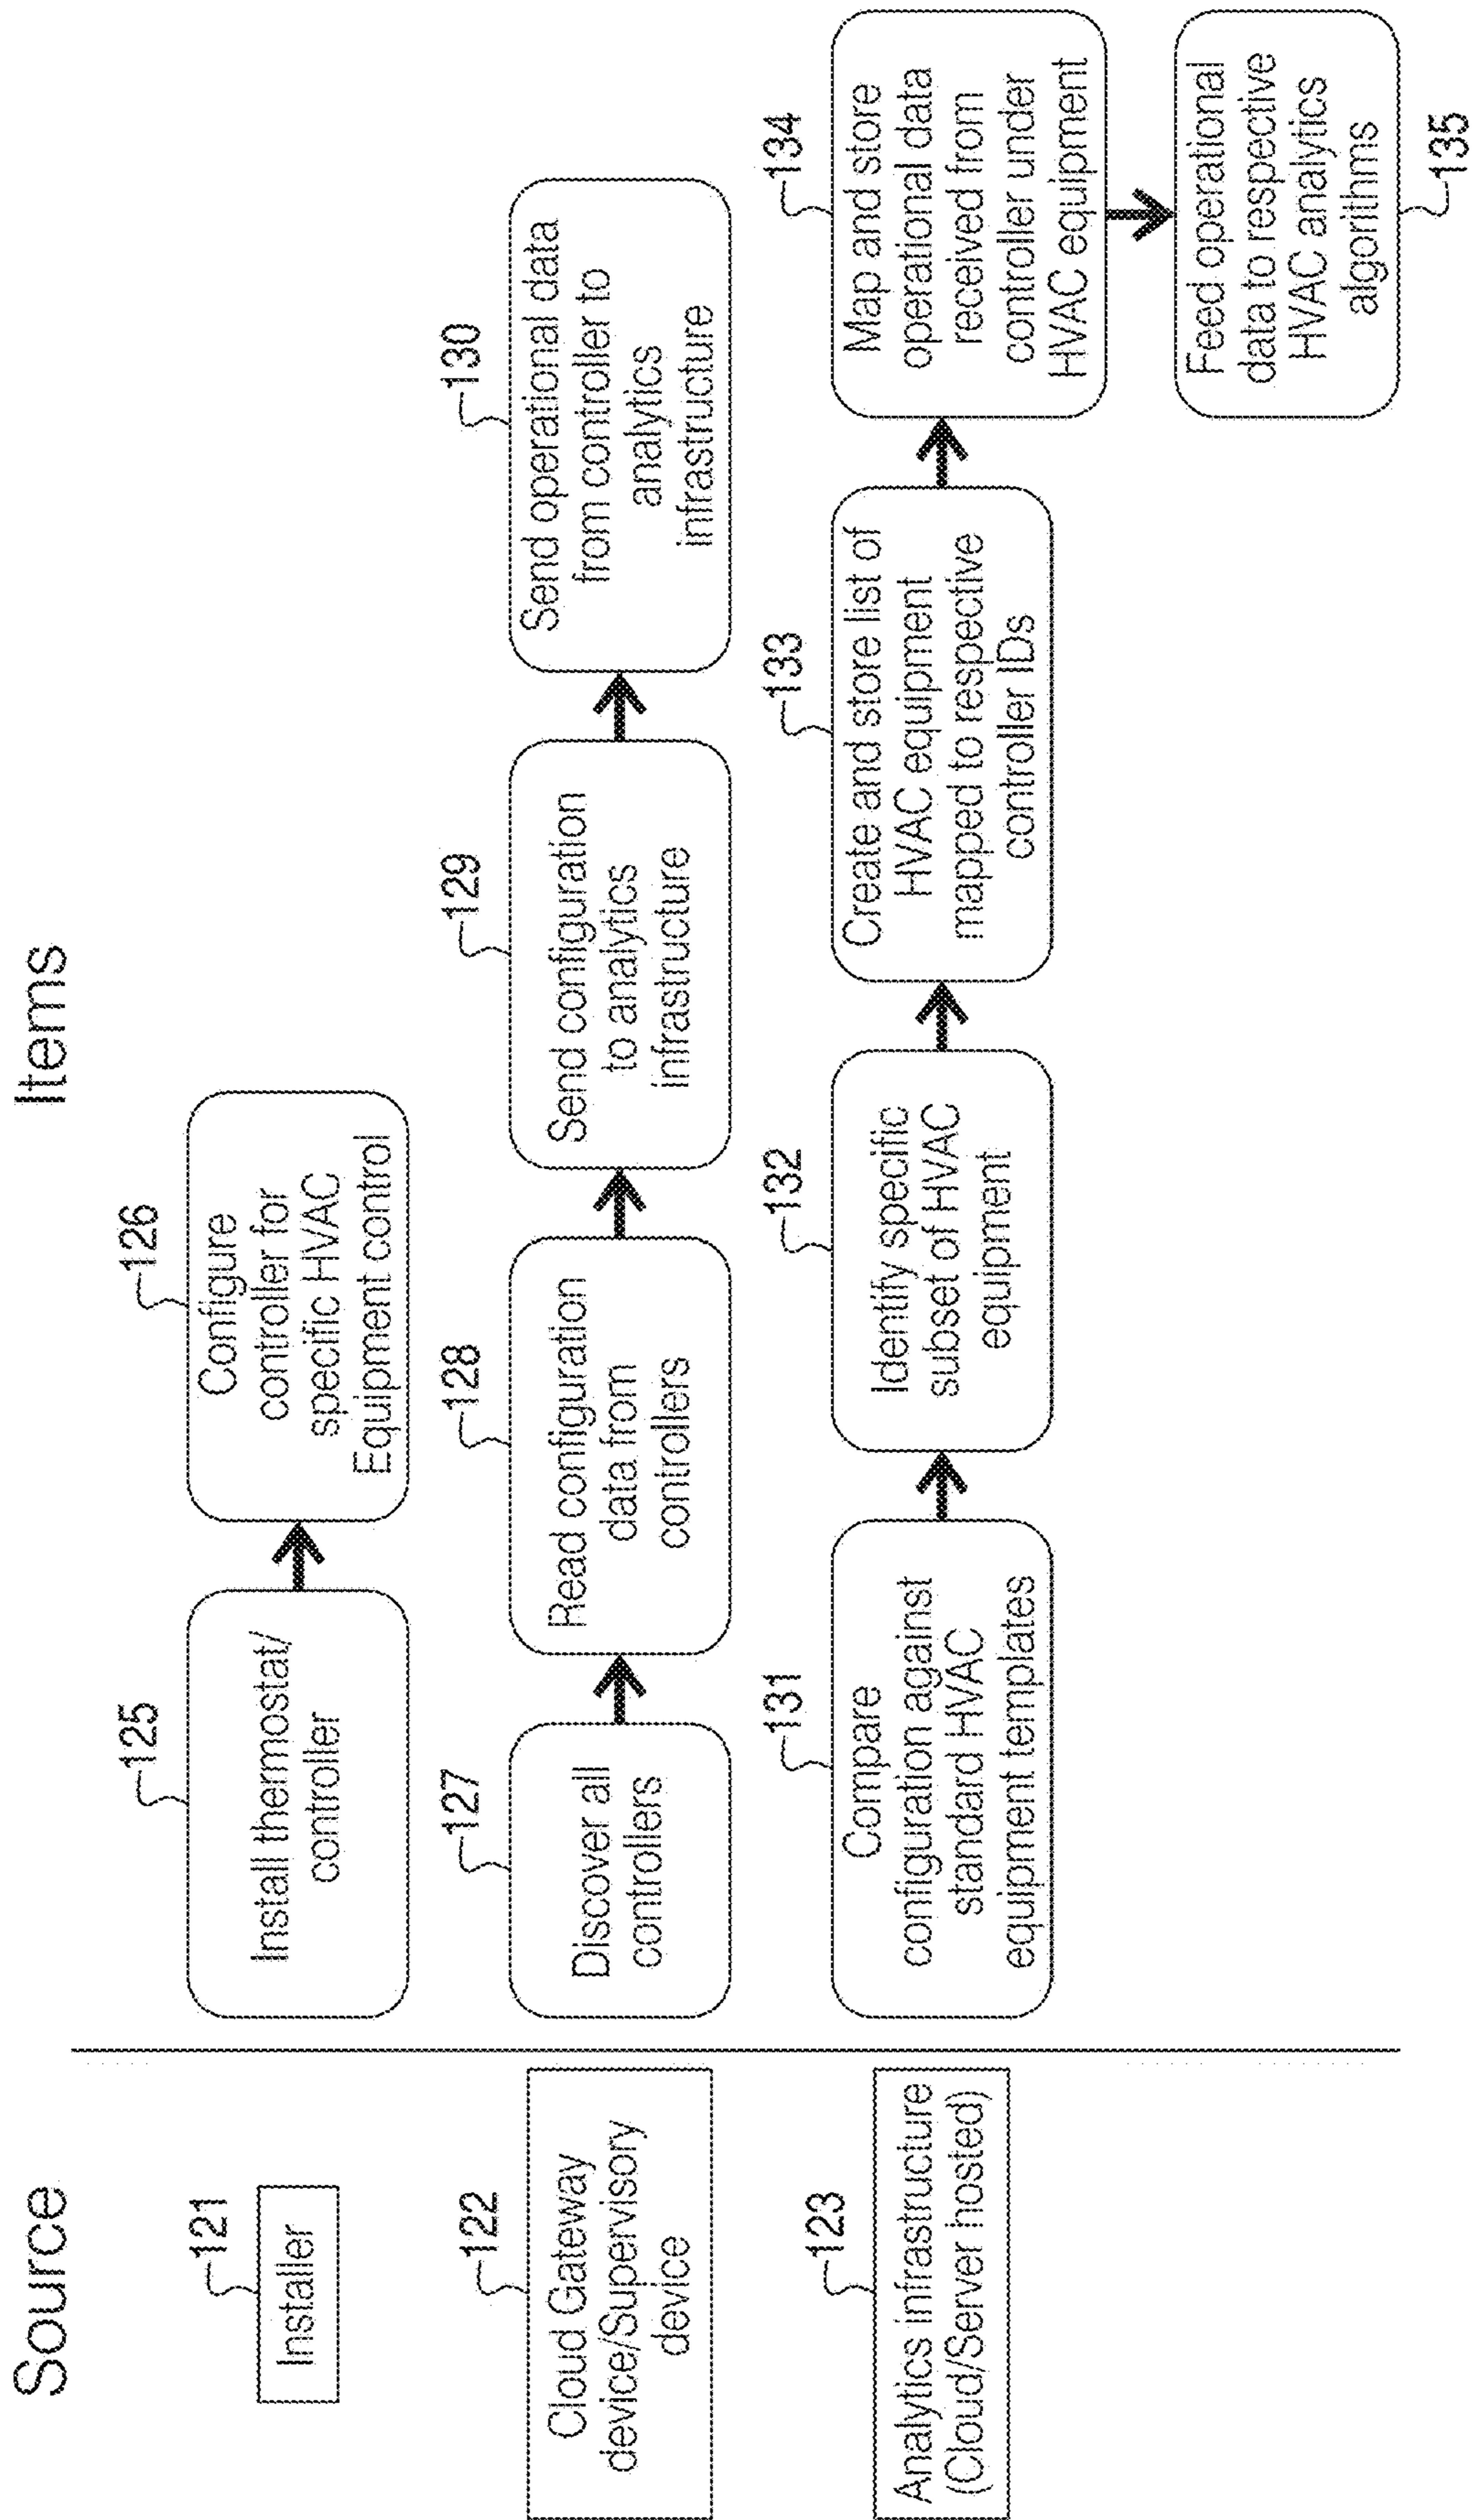 Source
Items
121
Installer
125
Install thermostat/
controller
126
Configure
controller for
specific HVAC
Equipment control
122
Cloud Gateway
device/Supervisory
device
127
Discover all
controllers
128
Read configuration
data from
controllers
129
Send configuration
to analytics
infrastructure
130
Send operational data
from controller to
analytics
infrastructure
123
Analytics infrastructure
(Cloud/Server hosted)
131
Compare
configuration against
standard HVAC
equipment templates
132
Identify specific
subset of HVAC
equipment
133
Create and store list of
HVAC equipment
mapped to respective
controller IDs
134
Map and store
operational data
received from
controller under
HVAC equipment
Feed operational
data to respective
HVAC analytics
algorithms
135